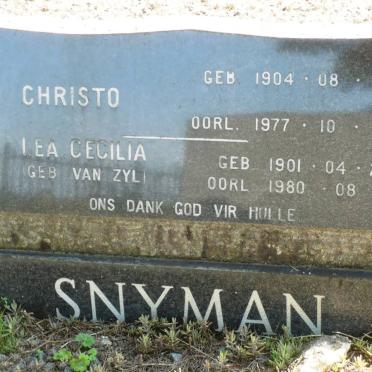 GEB. 1904 · 08 ·
CHRISTO
OORL. 1977 · 10 ·
LEA CECILIA GEB 1901 · 04 ·
(GEB VAN ZYL) OORL 1980 · 08
ONS DANK GOD VIR HULLE
SNYMAN